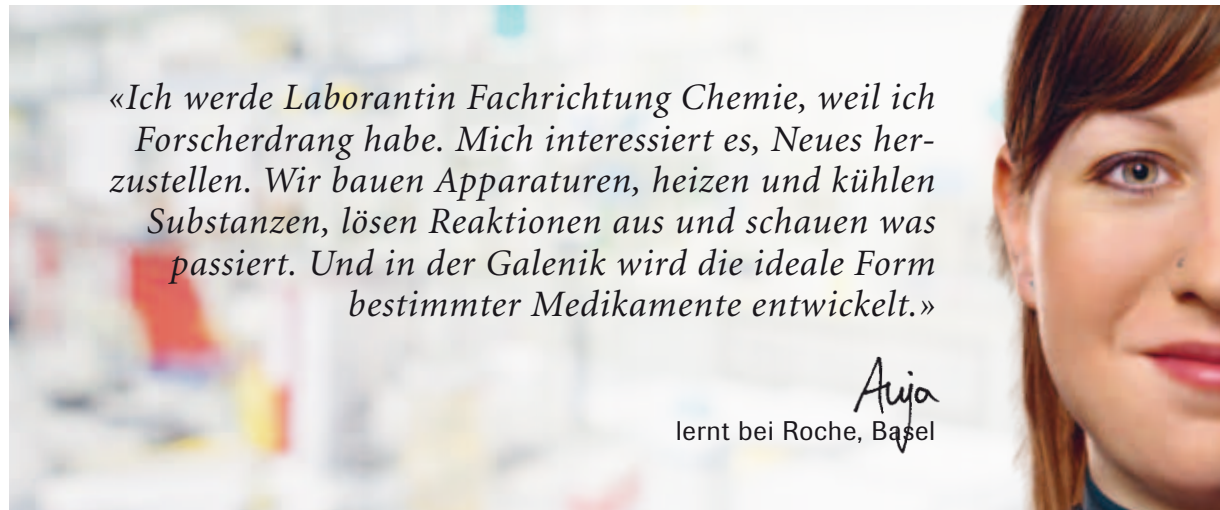 «Ich werde Laborantin Fachrichtung Chemie, weil ich
Forscherdrang habe. Mich interessiert es, Neues her-
zustellen. Wir bauen Apparaturen, heizen und kühlen
Substanzen, lösen Reaktionen aus und schauen was
passiert. Und in der Galenik wird die ideale Form
bestimmter Medikamente entwickelt.»
Anja
lernt bei Roche, Basel